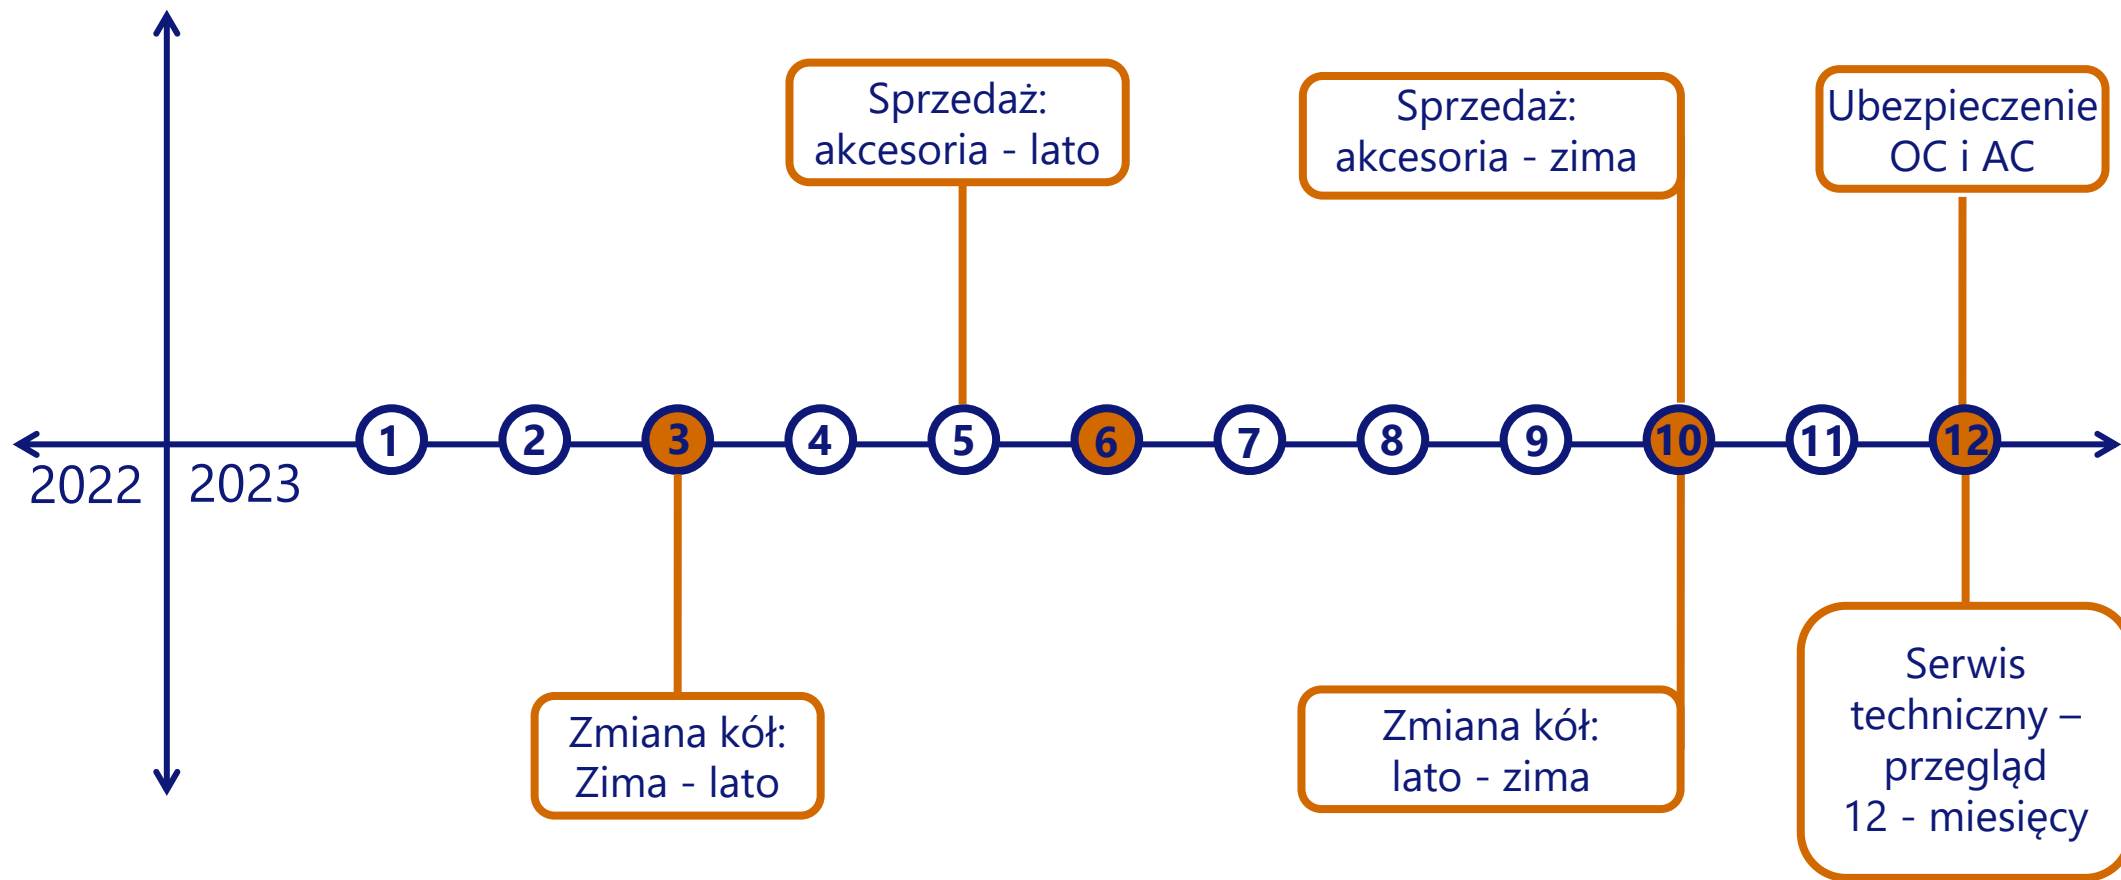 Sprzedaż:
akcesoria - lato
Sprzedaż:
akcesoria - zima
Ubezpieczenie
OC i AC
1
2
3
4
5
6
7
8
9
10
11
12
2022
2023
Zmiana kół:
Zima - lato
Zmiana kół:
lato - zima
Serwis
techniczny –
przegląd
12 - miesięcy